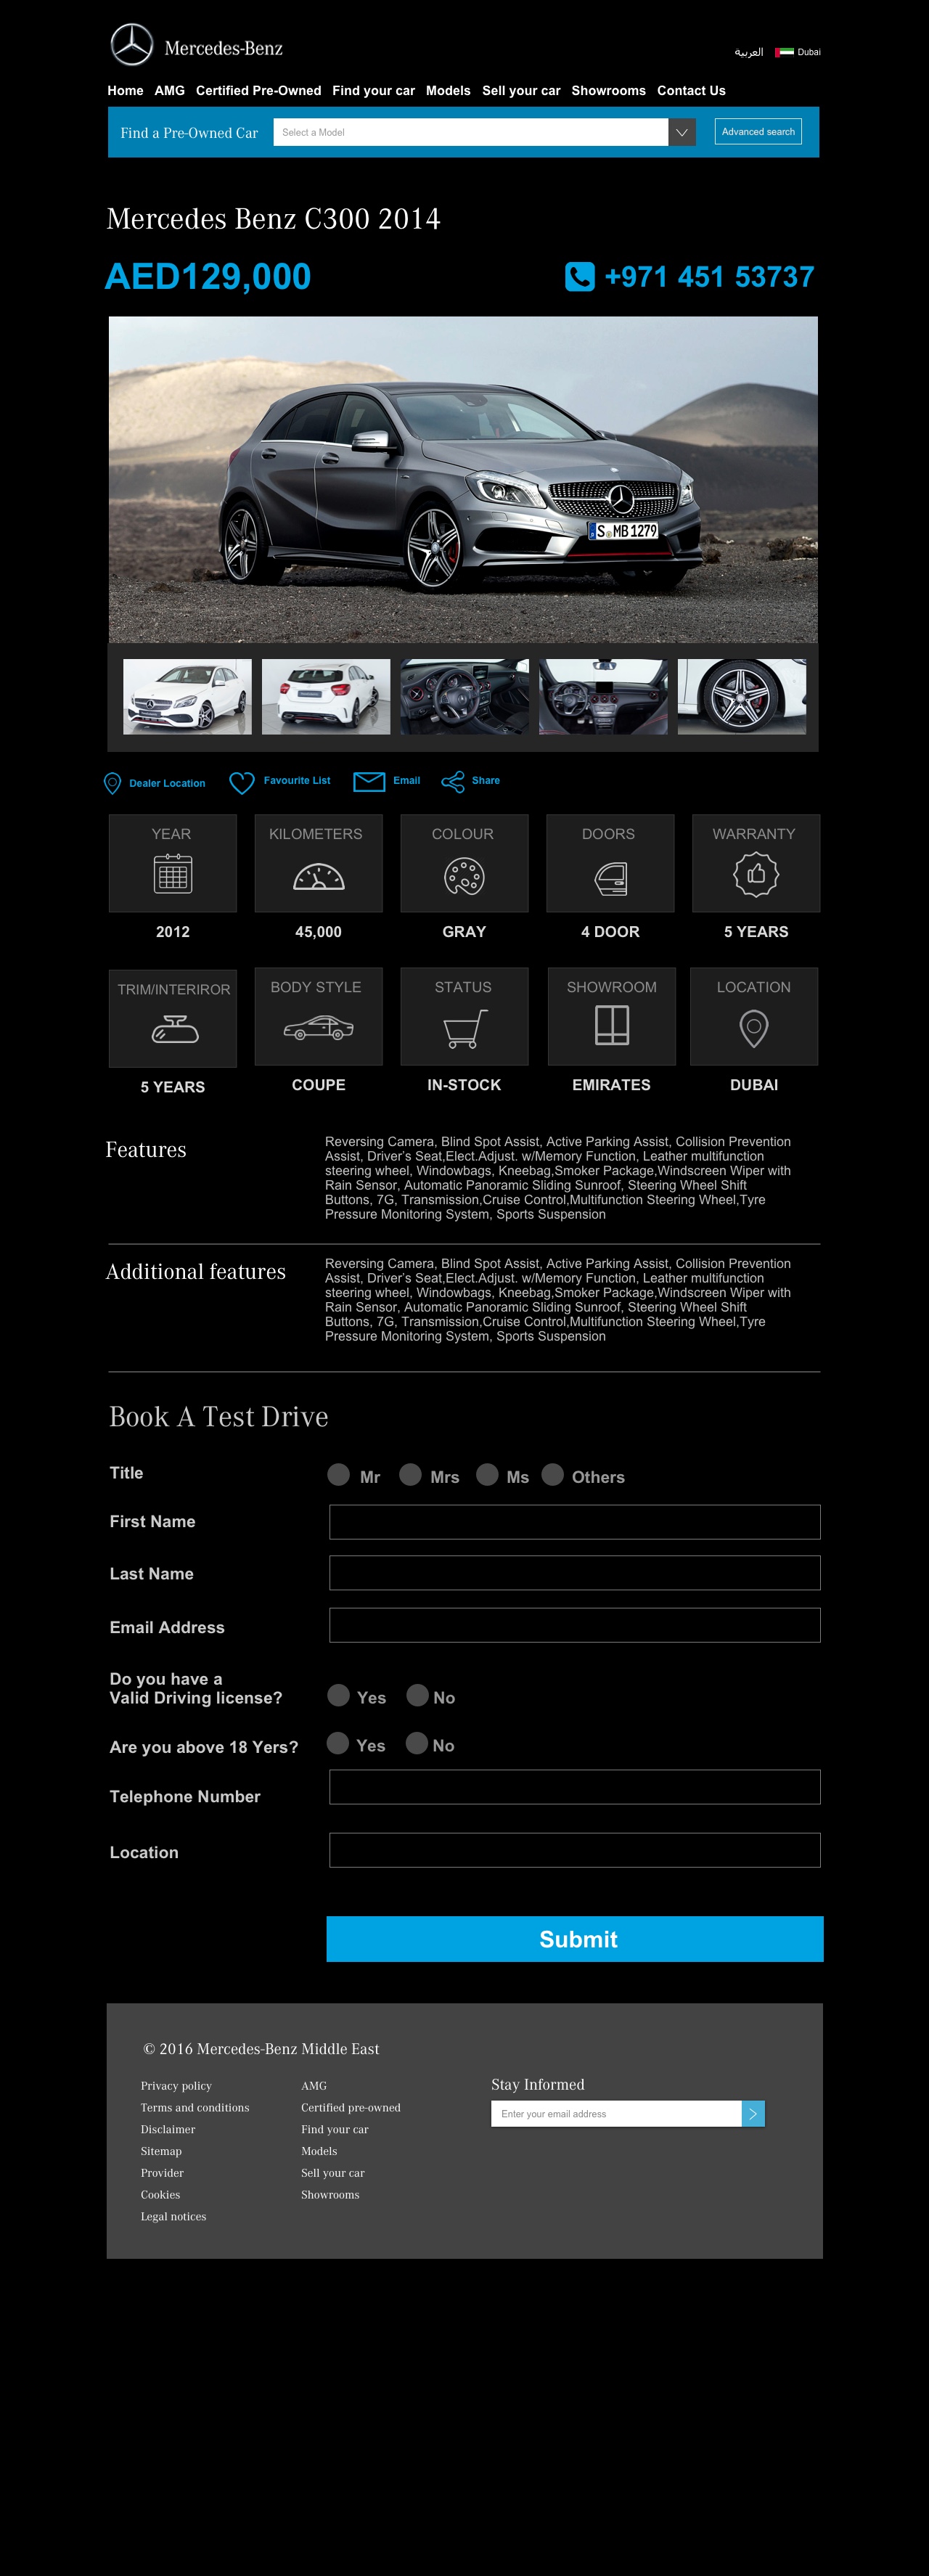 Mercedes-Benz
العربية
Dubai
Home AMG Certified Pre-Owned Find your car Models Sell your car Showrooms Contact Us
Find a Pre-Owned Car
Select a Model
Advanced search
Mercedes Benz C300 2014
AED129,000
+971 451 53737
S MB 1279
Dealer Location
Favourite List
Email
Share
YEAR
KILOMETERS
COLOUR
DOORS
WARRANTY
2012
45,000
GRAY
4 DOOR
5 YEARS
TRIM/INTERIROR
BODY STYLE
STATUS
SHOWROOM
LOCATION
5 YEARS
COUPE
IN-STOCK
EMIRATES
DUBAI
Features
Reversing Camera, Blind Spot Assist, Active Parking Assist, Collision Prevention
Assist, Driver's Seat,Elect.Adjust. w/Memory Function, Leather multifunction
steering wheel, Windowbags, Kneebag,Smoker Package,Windscreen Wiper with
Rain Sensor, Automatic Panoramic Sliding Sunroof, Steering Wheel Shift
Buttons, 7G, Transmission,Cruise Control,Multifunction Steering Wheel,Tyre
Pressure Monitoring System, Sports Suspension
Additional features
Reversing Camera, Blind Spot Assist, Active Parking Assist, Collision Prevention
Assist, Driver's Seat,Elect.Adjust. w/Memory Function, Leather multifunction
steering wheel, Windowbags, Kneebag,Smoker Package,Windscreen Wiper with
Rain Sensor, Automatic Panoramic Sliding Sunroof, Steering Wheel Shift
Buttons, 7G, Transmission,Cruise Control,Multifunction Steering Wheel,Tyre
Pressure Monitoring System, Sports Suspension
Book A Test Drive
Title
Mr
Mrs
Ms
Others
First Name
Last Name
Email Address
Do you have a
Valid Driving license?
Yes
No
Are you above 18 Yers?
Yes
No
Telephone Number
Location
Submit
© 2016 Mercedes-Benz Middle East
Privacy policy
Terms and conditions
Disclaimer
Sitemap
Provider
Cookies
Legal notices
AMG
Certified pre-owned
Find your car
Models
Sell your car
Showrooms
Stay Informed
Enter your email address